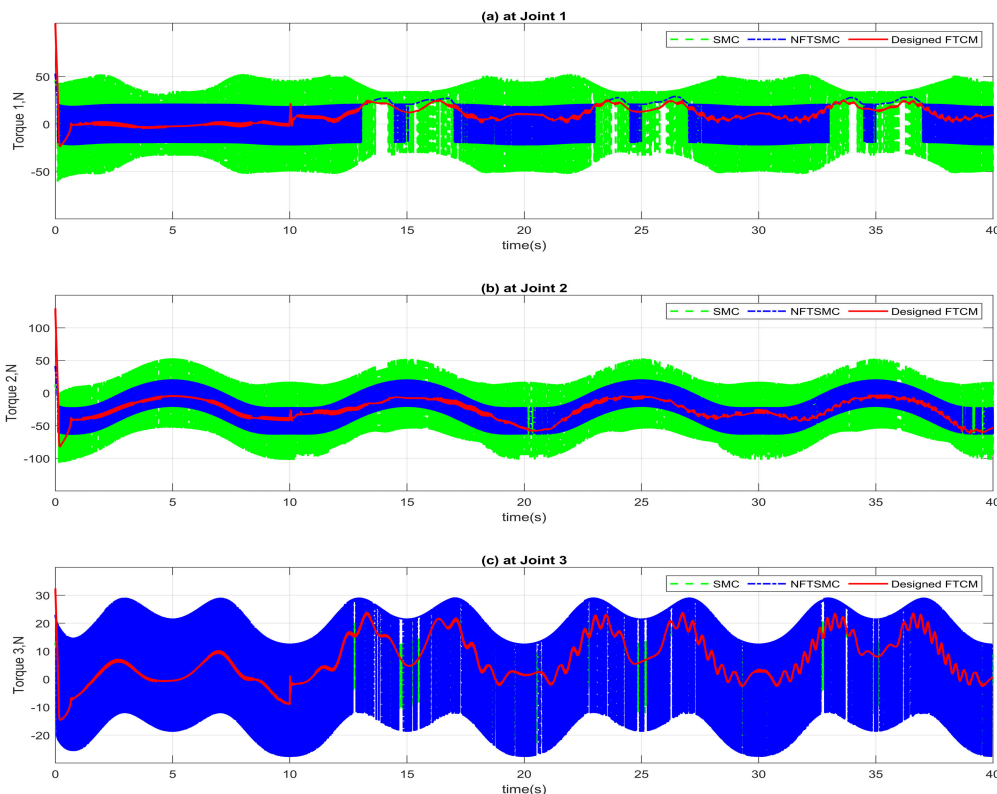 (a) at Joint 1
SMC NFTSMC Designed FTCM
50
0
-50
Torque 1,N
0 5 10 15 20 25 30 35 40
time(s)
(b) at Joint 2
SMC NFTSMC Designed FTCM
100
50
0
-50
-100
Torque 2,N
0 5 10 15 20 25 30 35 40
time(s)
(c) at Joint 3
SMC NFTSMC Designed FTCM
30
20
10
0
-10
-20
Torque 3,N
0 5 10 15 20 25 30 35 40
time(s)